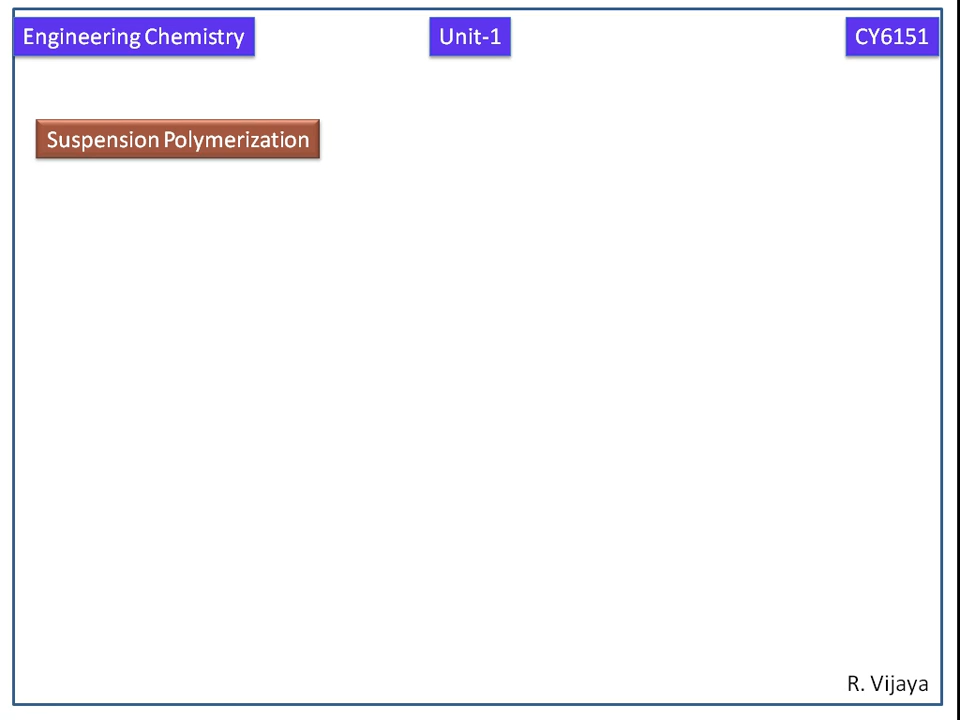 Engineering Chemistry
Unit-1
CY6151
Suspension Polymerization
R. Vijaya